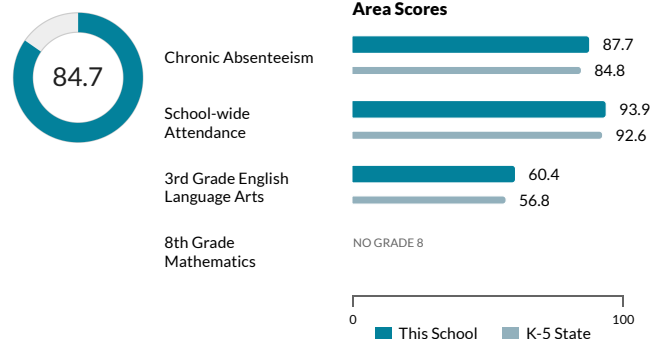 Area Scores
84.7
Chronic Absenteeism
87.7
84.8
School-wide
Attendance
93.9
92.6
3rd Grade English
Language Arts
60.4
56.8
8th Grade
Mathematics
NO GRADE 8
0
100
This School
K-5 State